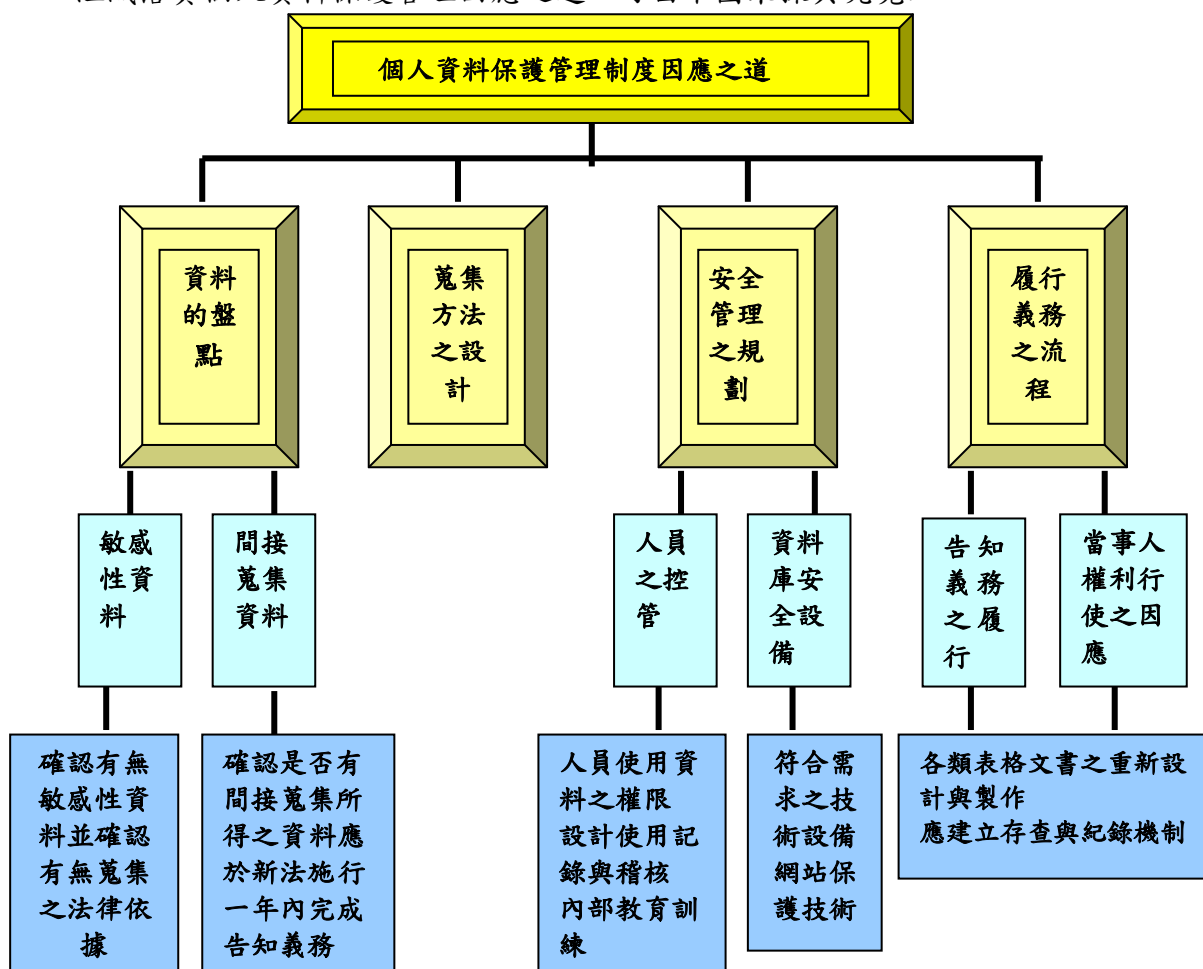 個人資料保護管理制度因應之道
資料
的盤
點
蒐集
方法
之設
計
安全
管理
之規
劃
履行
義務
之流
程
敏感
性資
料
間接
蒐集
資料
人員
之控
管
資料
庫安
全設
備
告知
義務
之履
行
當事人
權利行
使之因
應
確認有無
敏感性資
料並確認
有無蒐集
之法律依
據
確認是否有
間接蒐集所
得之資料應
於新法施行
一年內完成
告知義務
人員使用資
料之權限
設計使用記
錄與稽核
內部教育訓
練
符合需
求之技
術設備
網站保
護技術
各類表格文書之重新設
計與製作
應建立存查與紀錄機制